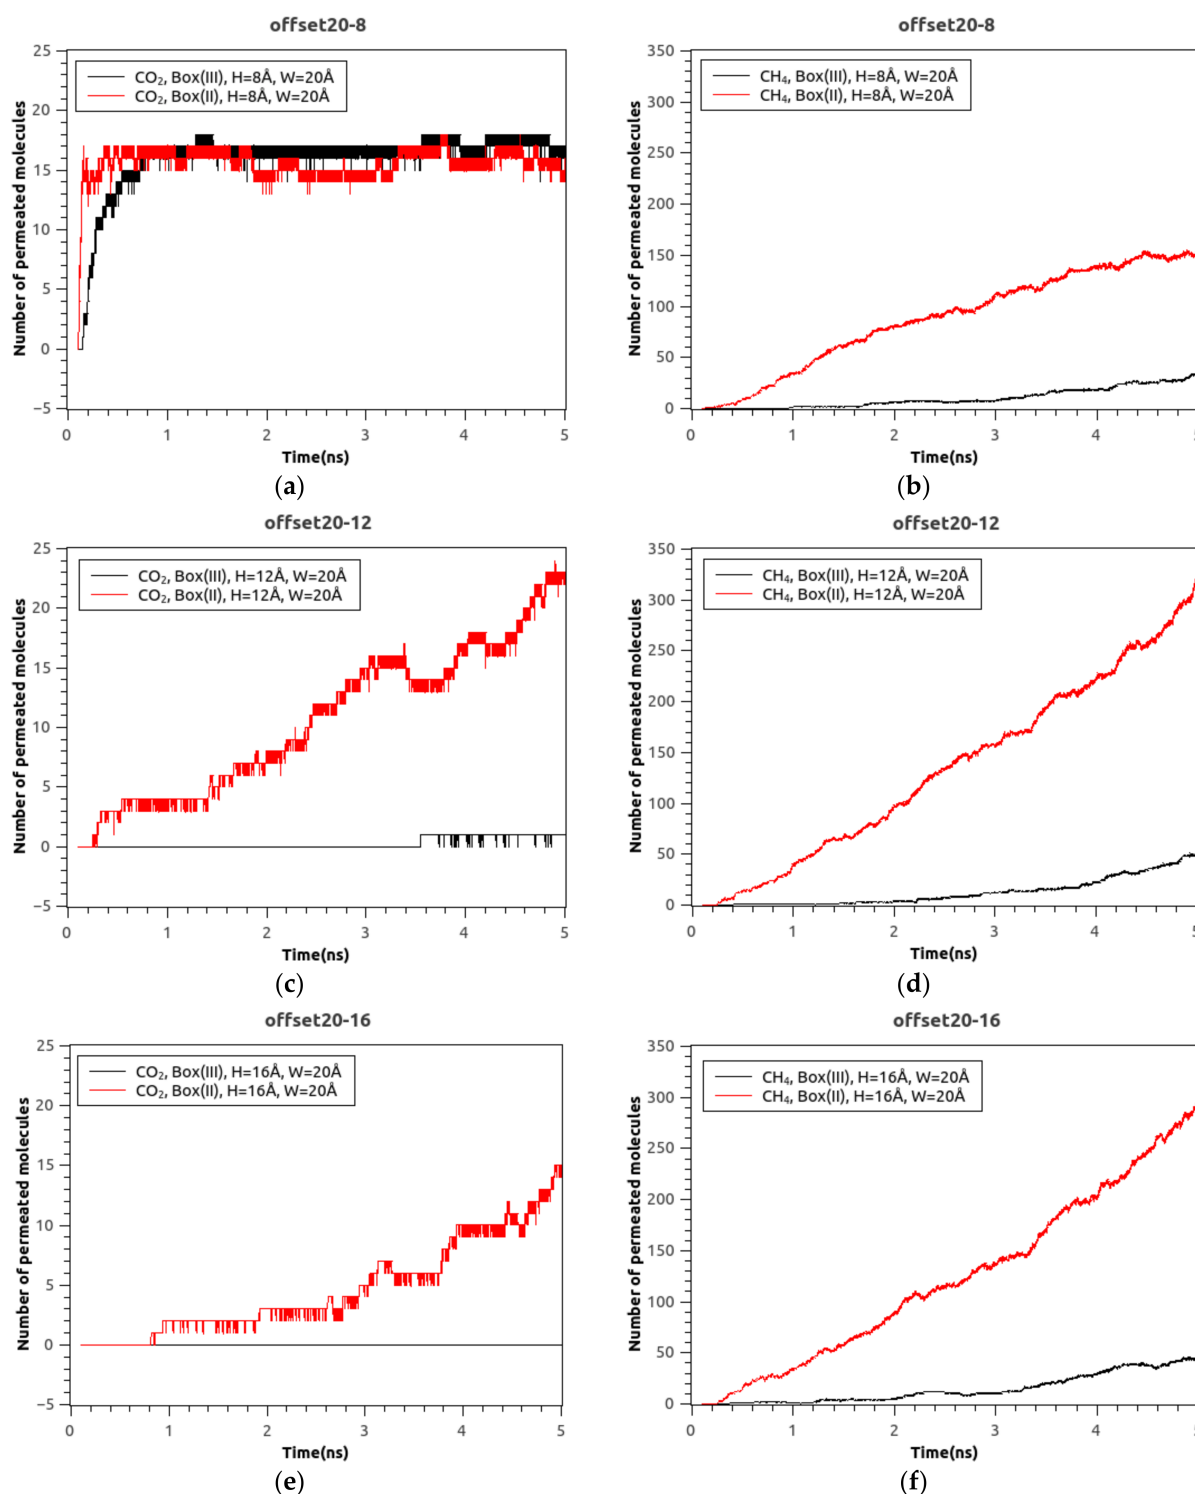 offset20-8
25
20
15
10
5
0
−5
Number of permeated molecules
CO₂, Box(III), H=8Å, W=20Å
CO₂, Box(II), H=8Å, W=20Å
0 1 2 3 4 5
Time(ns)
(a)
offset20-8
350
300
250
200
150
100
50
0
Number of permeated molecules
CH₄, Box(III), H=8Å, W=20Å
CH₄, Box(II), H=8Å, W=20Å
0 1 2 3 4 5
Time(ns)
(b)
offset20-12
25
20
15
10
5
0
−5
Number of permeated molecules
CO₂, Box(III), H=12Å, W=20Å
CO₂, Box(II), H=12Å, W=20Å
0 1 2 3 4 5
Time(ns)
(c)
offset20-12
350
300
250
200
150
100
50
0
Number of permeated molecules
CH₄, Box(III), H=12Å, W=20Å
CH₄, Box(II), H=12Å, W=20Å
0 1 2 3 4 5
Time(ns)
(d)
offset20-16
25
20
15
10
5
0
−5
Number of permeated molecules
CO₂, Box(III), H=16Å, W=20Å
CO₂, Box(II), H=16Å, W=20Å
0 1 2 3 4 5
Time(ns)
(e)
offset20-16
350
300
250
200
150
100
50
0
Number of permeated molecules
CH₄, Box(III), H=16Å, W=20Å
CH₄, Box(II), H=16Å, W=20Å
0 1 2 3 4 5
Time(ns)
(f)